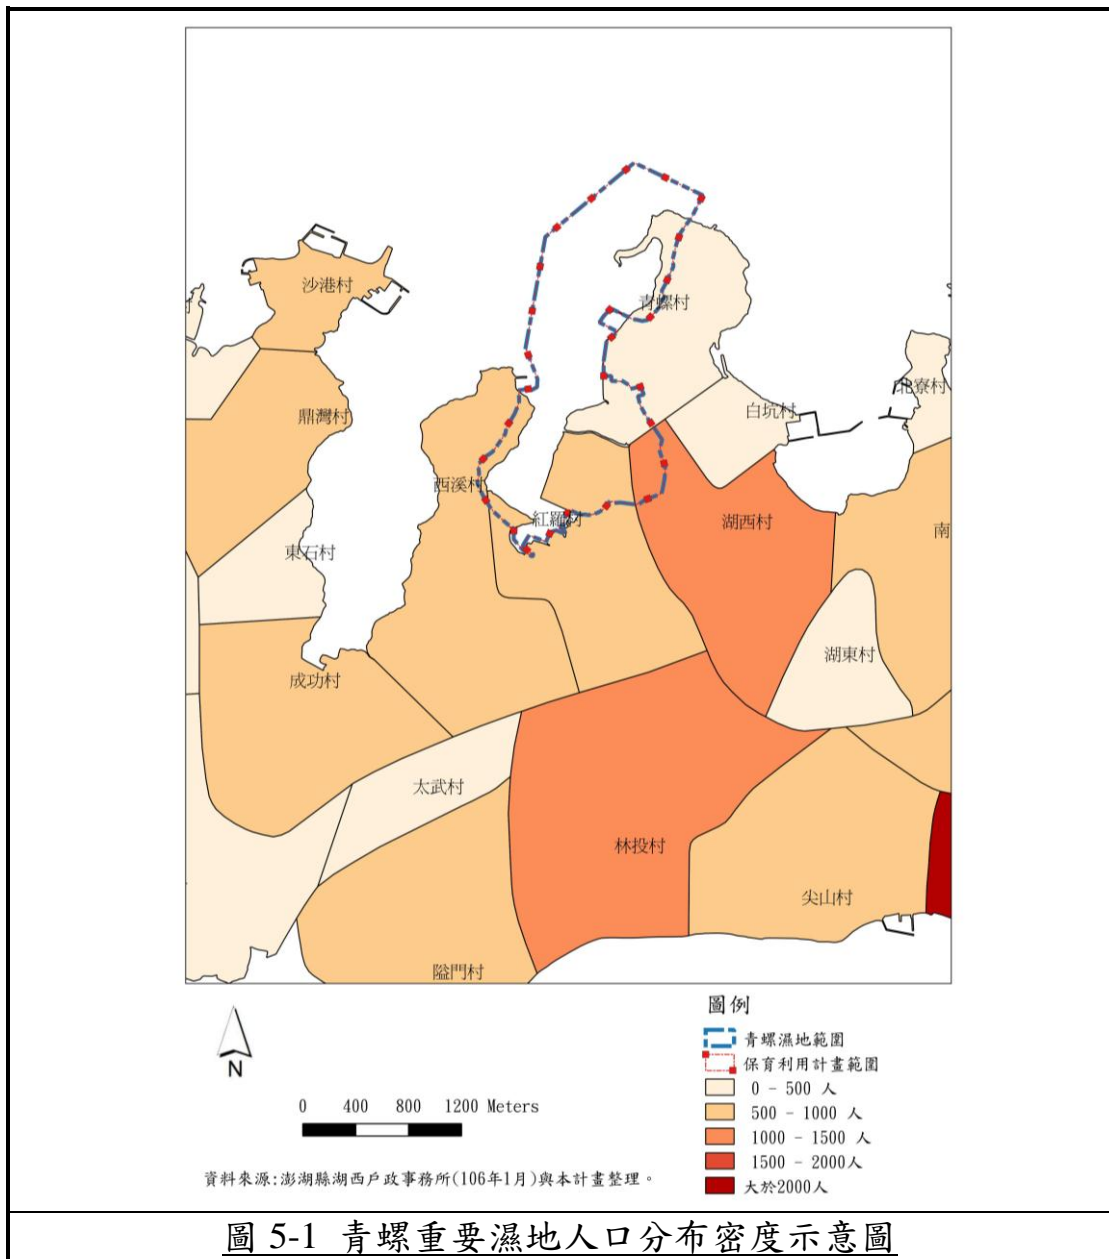 沙港村
青螺村
鼎灣村
白坑村
北寮村
西溪村
紅羅村
湖西村
南
東石村
湖東村
成功村
太武村
林投村
尖山村
隘門村
圖例
青螺濕地範圍
保育利用計畫範圍
0 - 500 人
500 - 1000 人
1000 - 1500 人
1500 - 2000人
大於2000人
N
0 400 800 1200 Meters
資料來源:澎湖縣湖西戶政事務所(106年1月)與本計畫整理。
圖 5-1 青螺重要濕地人口分布密度示意圖